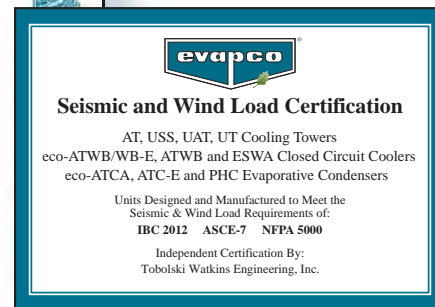 evapco®
Seismic and Wind Load Certification
AT, USS, UAT, UT Cooling Towers
eco-ATWB/WB-E, ATWB and ESWA Closed Circuit Coolers
eco-ATCA, ATC-E and PHC Evaporative Condensers
Units Designed and Manufactured to Meet the
Seismic & Wind Load Requirements of:
IBC 2012 ASCE-7 NFPA 5000
Independent Certification By:
Tobolski Watkins Engineering, Inc.